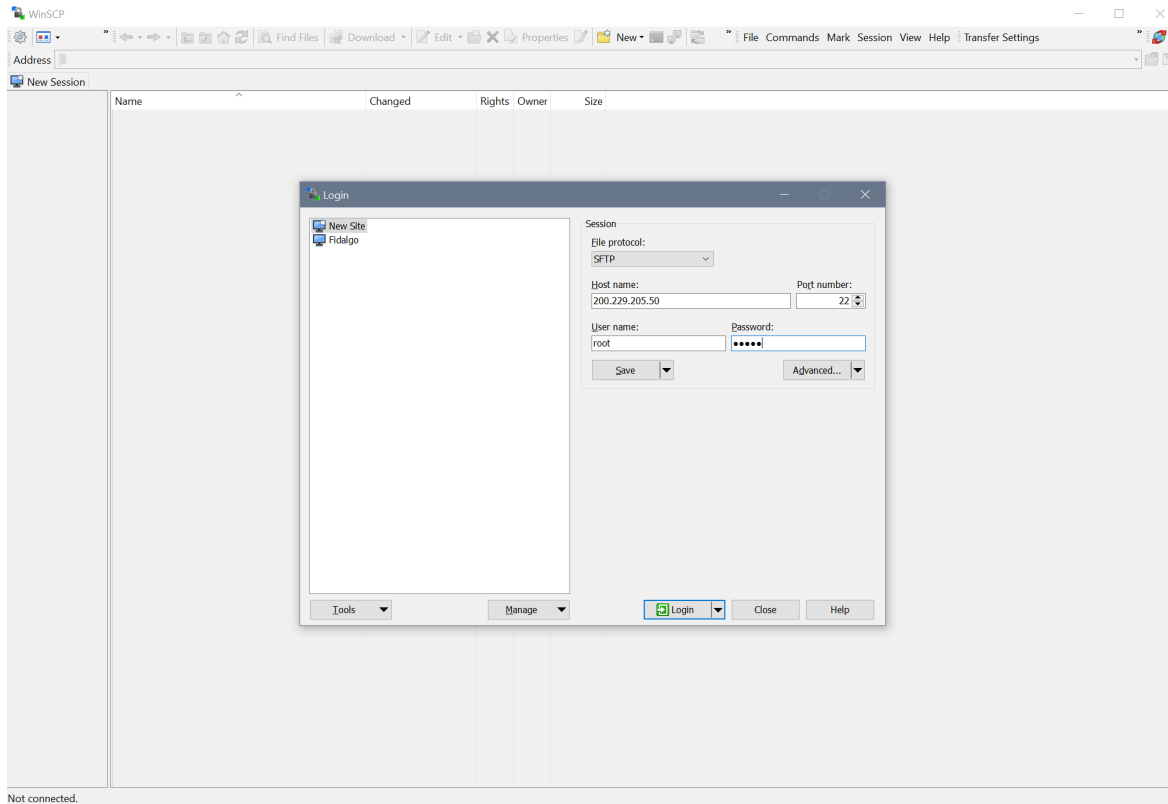 WinSCP
Find Files Download Edit Properties New » File Commands Mark Session View Help Transfer Settings »
Address
New Session
Name Changed Rights Owner Size
Login
New Site
Fidalgo
Session
File protocol:
SFTP
Host name: Port number:
200.229.205.50 22
User name: Password:
root •••••
Save Advanced...
Tools Manage Login Close Help
Not connected.